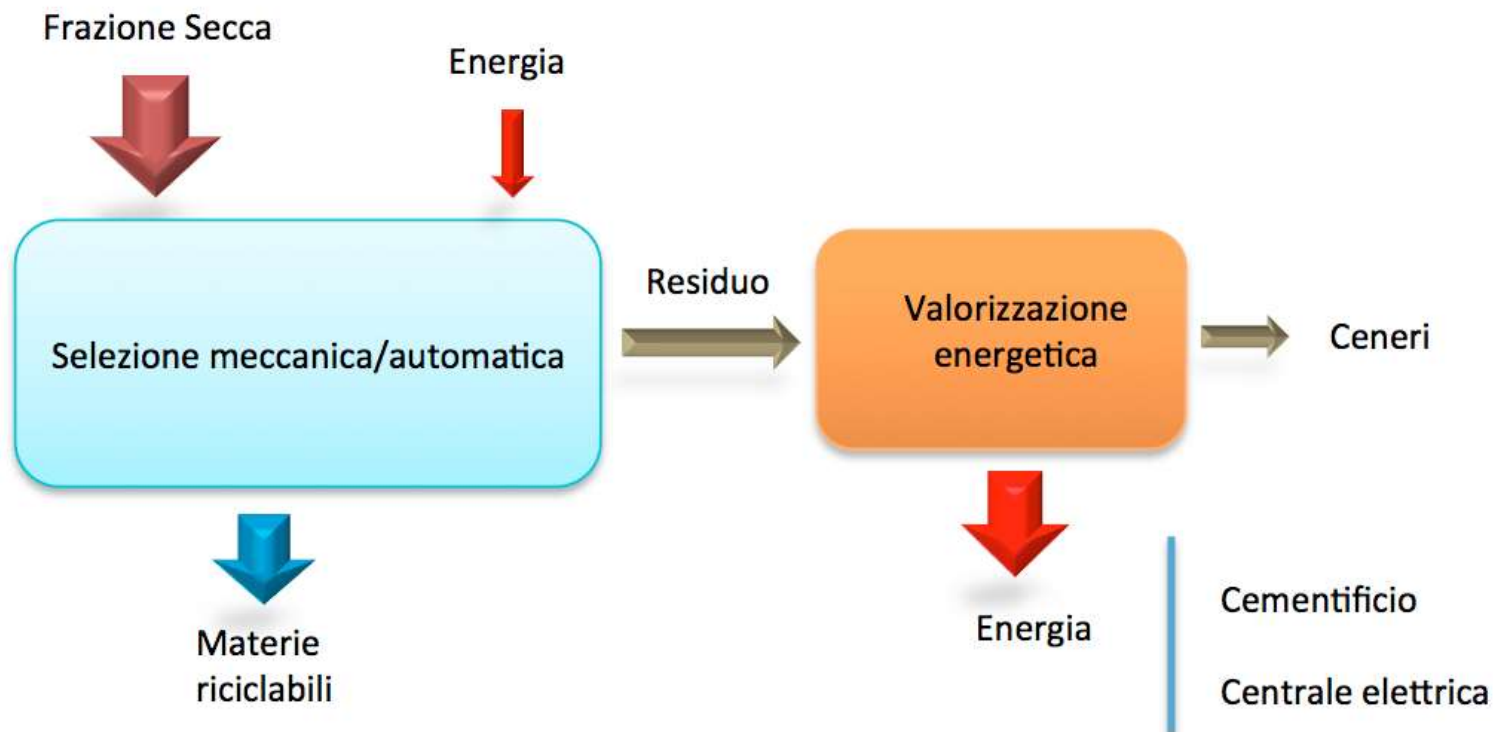 Frazione Secca
Energia
Selezione meccanica/automatica
Residuo
Valorizzazione
energetica
Ceneri
Materie
riciclabili
Energia
Cementificio
Centrale elettrica